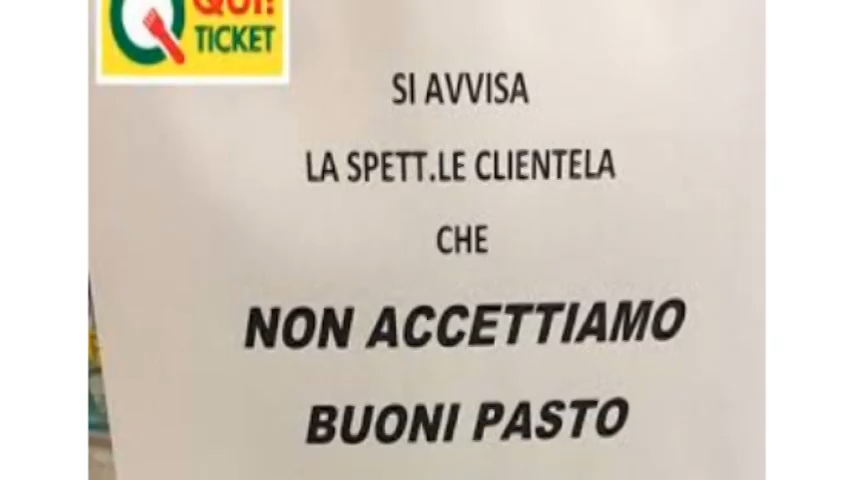 QUI!
TICKET
SI AVVISA
LA SPETT.LE CLIENTELA
CHE
NON ACCETTIAMO
BUONI PASTO